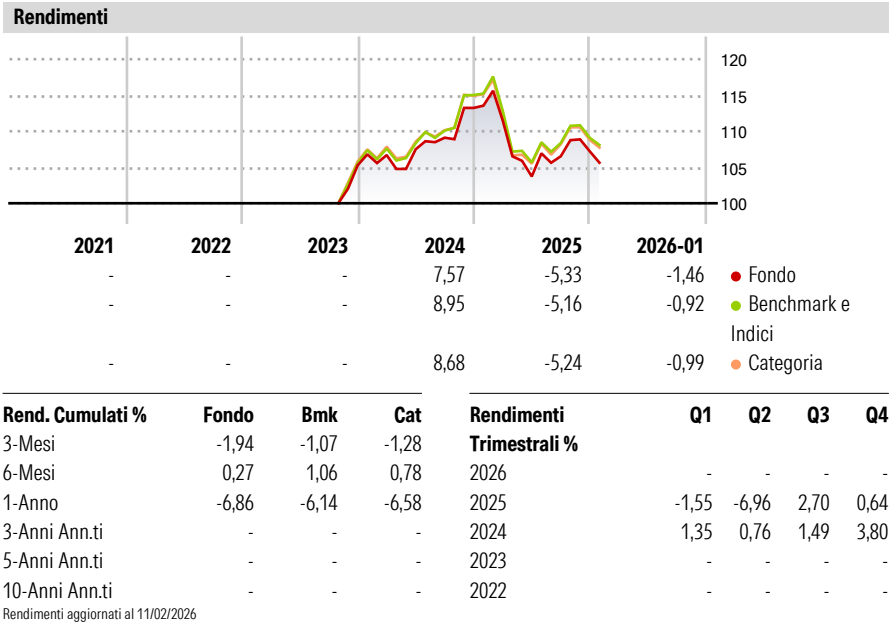 Rendimenti
120
115
110
105
100
2021 2022 2023 2024 2025 2026-01
- - - 7,57 -5,33 -1,46 Fondo
- - - 8,95 -5,16 -0,92 Benchmark e
Indici
- - - 8,68 -5,24 -0,99 Categoria
Rend. Cumulati % Fondo Bmk Cat
3-Mesi -1,94 -1,07 -1,28
6-Mesi 0,27 1,06 0,78
1-Anno -6,86 -6,14 -6,58
3-Anni Ann.ti - - -
5-Anni Ann.ti - - -
10-Anni Ann.ti - - -
Rendimenti Q1 Q2 Q3 Q4
Trimestrali %
2026 - - - -
2025 -1,55 -6,96 2,70 0,64
2024 1,35 0,76 1,49 3,80
2023 - - - -
2022 - - - -
Rendimenti aggiornati al 11/02/2026